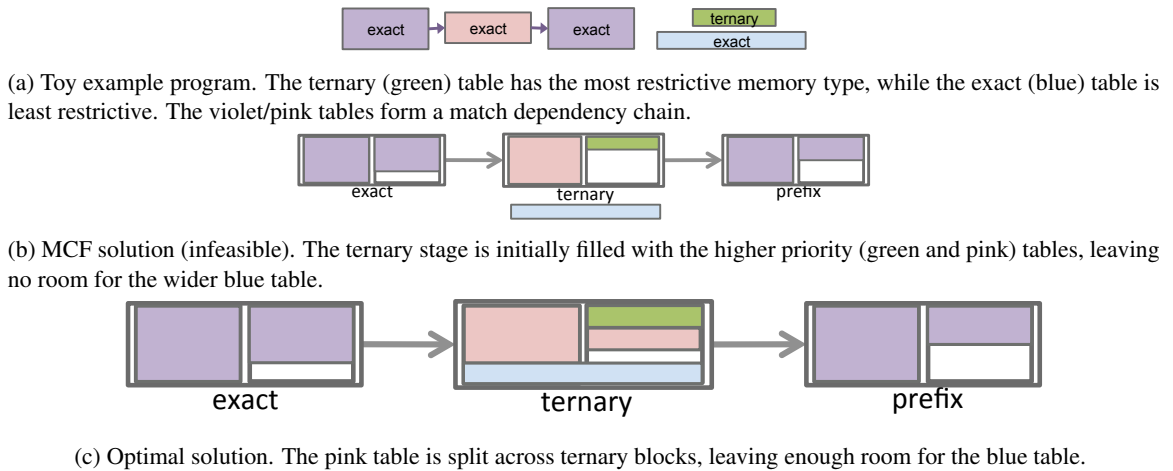 exact exact exact ternary
exact
(a) Toy example program. The ternary (green) table has the most restrictive memory type, while the exact (blue) table is
least restrictive. The violet/pink tables form a match dependency chain.
exact ternary prefix
(b) MCF solution (infeasible). The ternary stage is initially filled with the higher priority (green and pink) tables, leaving
no room for the wider blue table.
exact ternary prefix
(c) Optimal solution. The pink table is split across ternary blocks, leaving enough room for the blue table.